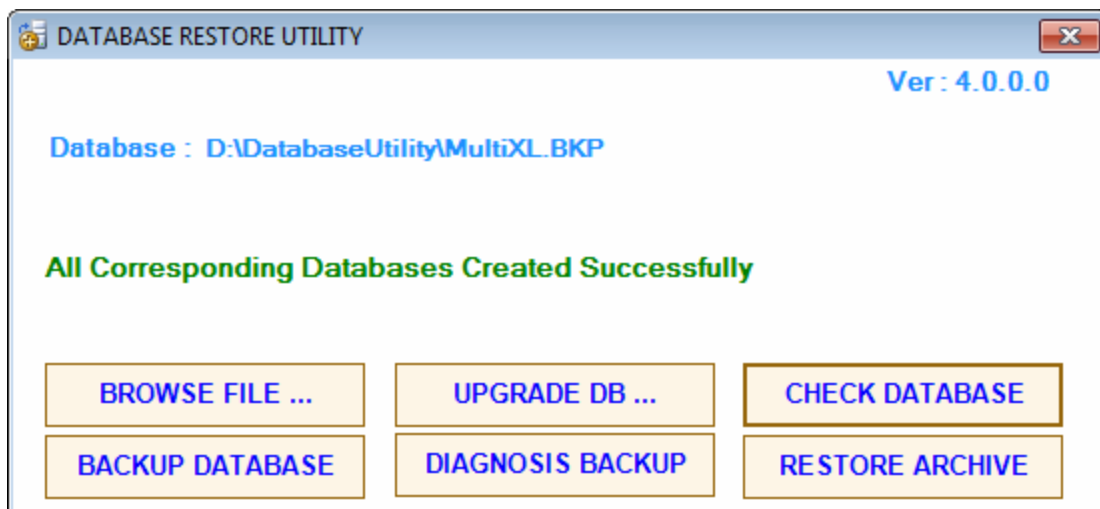 DATABASE RESTORE UTILITY
Ver : 4.0.0.0
Database : D:\DatabaseUtility\MultiXL.BKP
All Corresponding Databases Created Successfully
BROWSE FILE ... UPGRADE DB ... CHECK DATABASE
BACKUP DATABASE DIAGNOSIS BACKUP RESTORE ARCHIVE